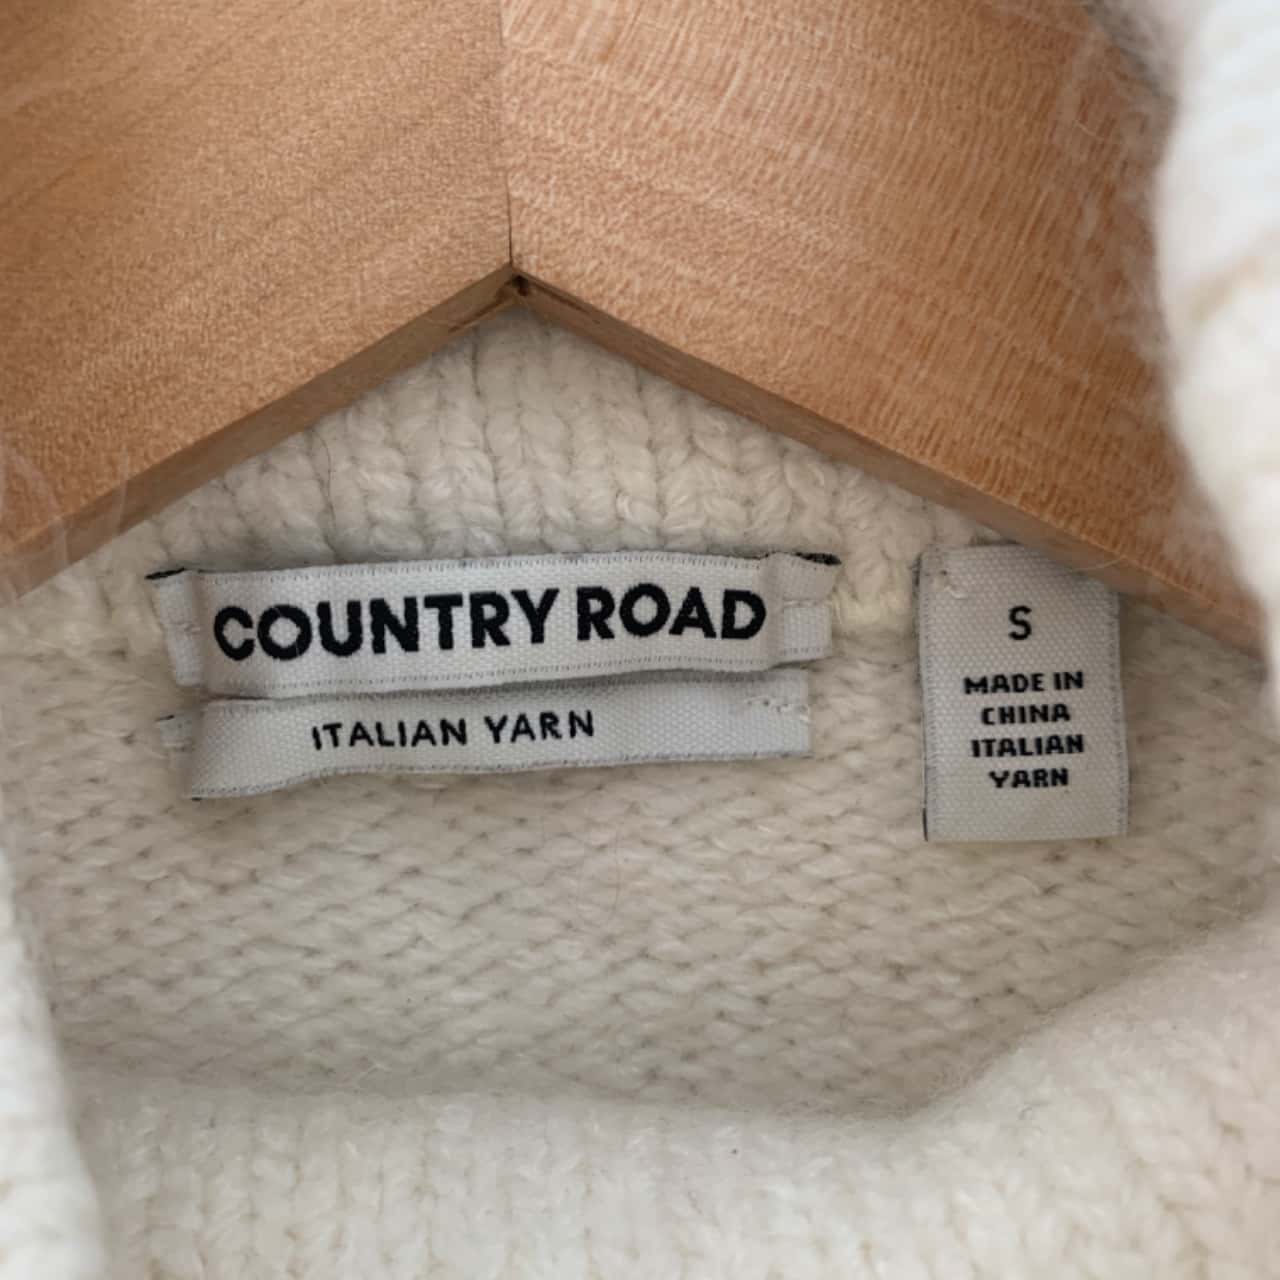 COUNTRY ROAD
ITALIAN YARN
S
MADE IN
CHINA
ITALIAN
YARN